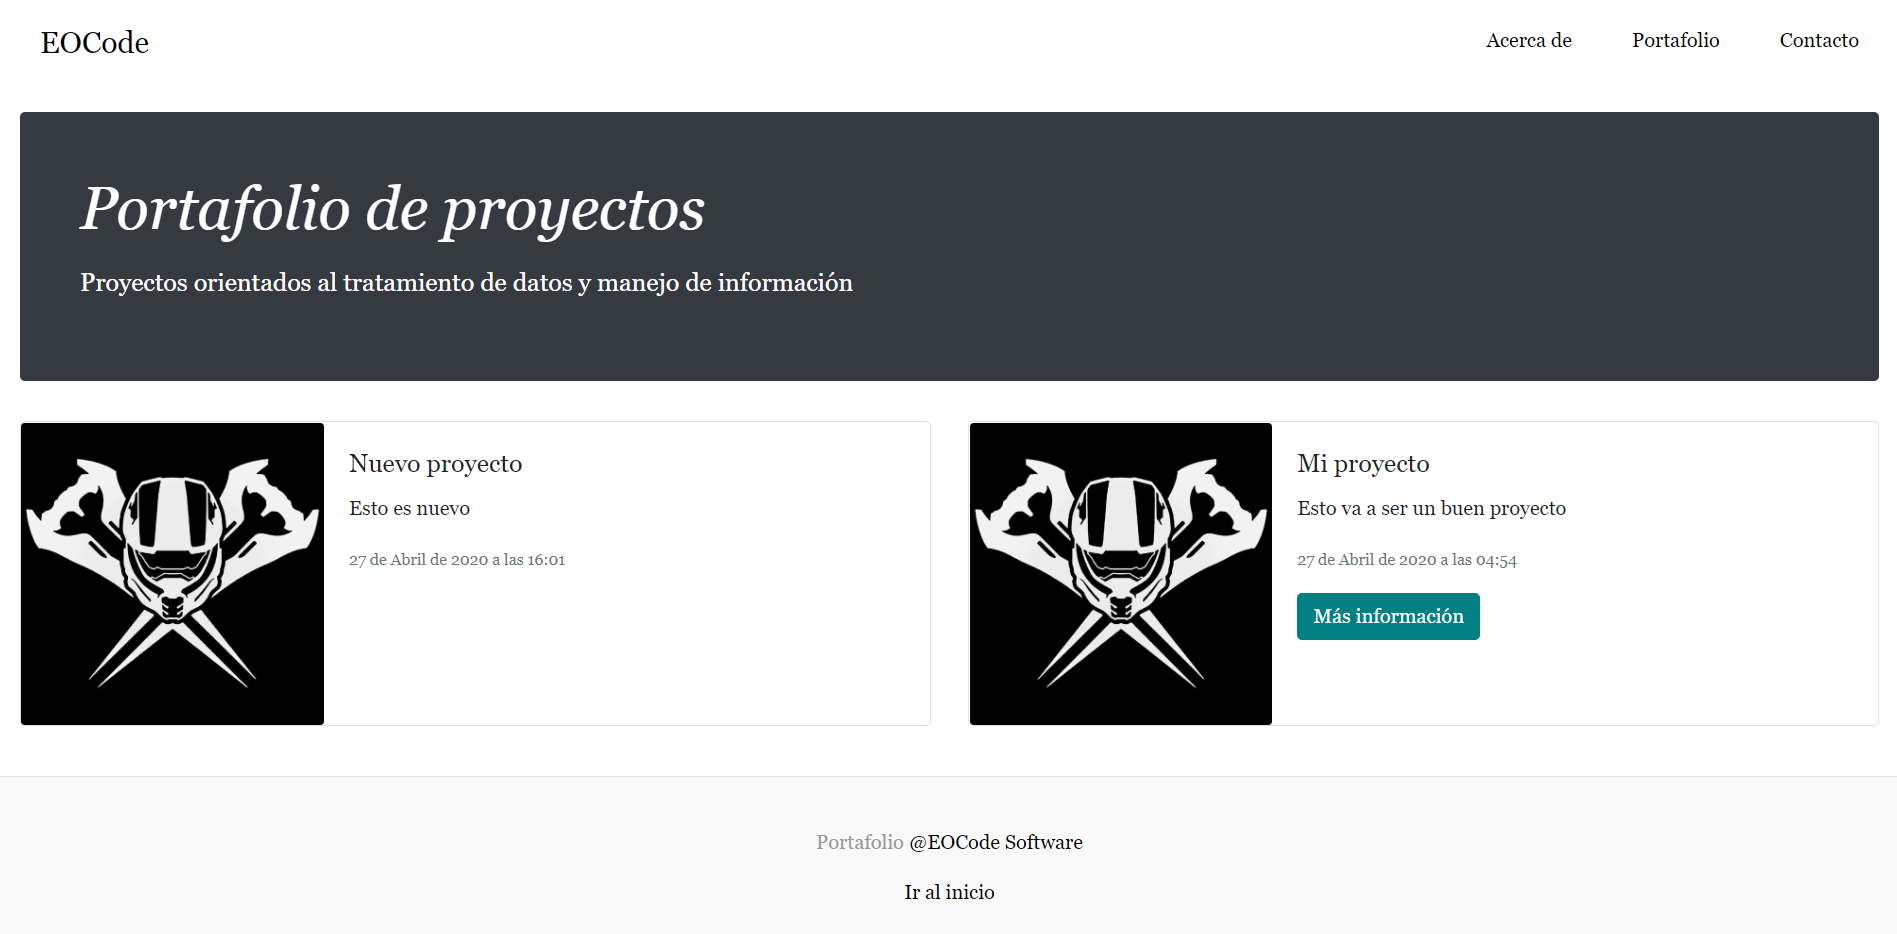 EOCode
Acerca de
Portafolio
Contacto
Portafolio de proyectos
Proyectos orientados al tratamiento de datos y manejo de información
Nuevo proyecto
Esto es nuevo
27 de Abril de 2020 a las 16:01
Mi proyecto
Esto va a ser un buen proyecto
27 de Abril de 2020 a las 04:54
Más información
Portafolio @EOCode Software
Ir al inicio